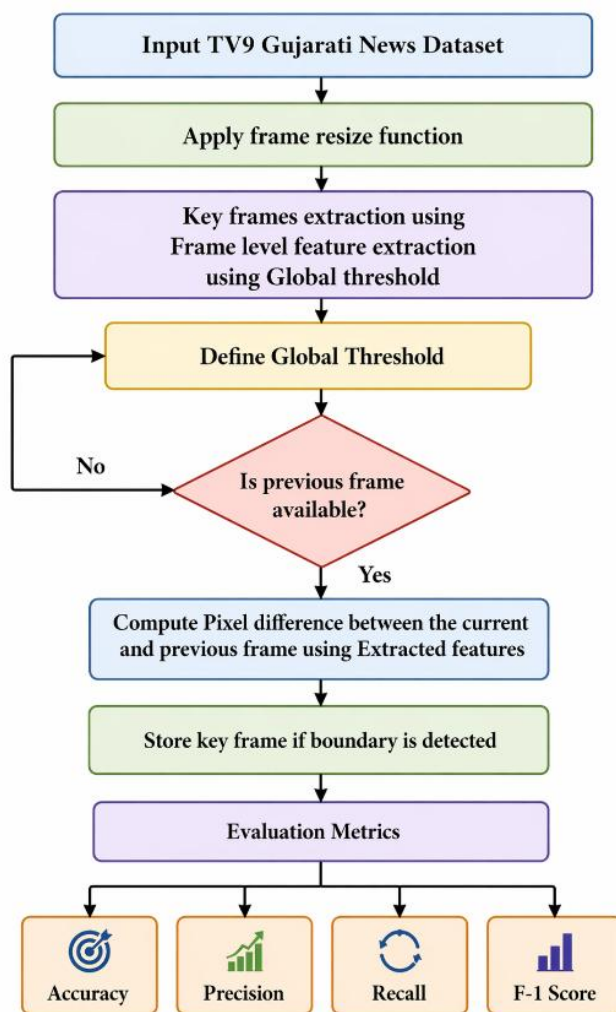 Input TV9 Gujarati News Dataset
Apply frame resize function
Key frames extraction using
Frame level feature extraction
using Global threshold
Define Global Threshold
No
Is previous frame
available?
Yes
Compute Pixel difference between the current
and previous frame using Extracted features
Store key frame if boundary is detected
Evaluation Metrics
Accuracy
Precision
Recall
F-1 Score